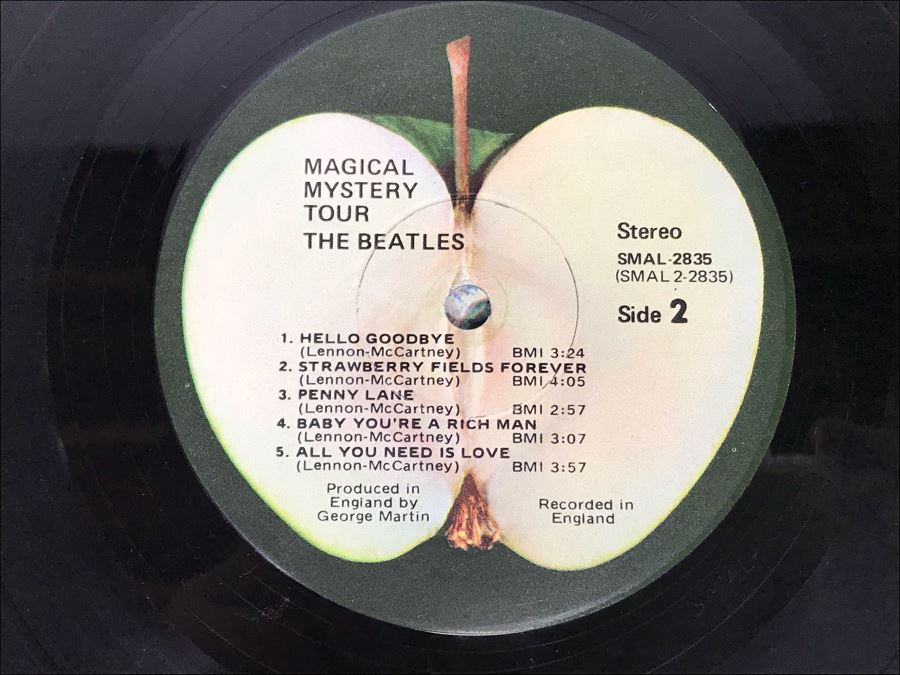 MAGICAL
MYSTERY
TOUR
THE BEATLES
Stereo
SMAL-2835
(SMAL 2-2835)
Side 2
1. HELLO GOODBYE
(Lennon-McCartney) BMI 3:24
2. STRAWBERRY FIELDS FOREVER
(Lennon-McCartney) BMI 4:05
3. PENNY LANE
(Lennon-McCartney) BMI 2:57
4. BABY YOU'RE A RICH MAN
(Lennon-McCartney) BMI 3:07
5. ALL YOU NEED IS LOVE
(Lennon-McCartney) BMI 3:57
Produced in
England by
George Martin
Recorded in
England